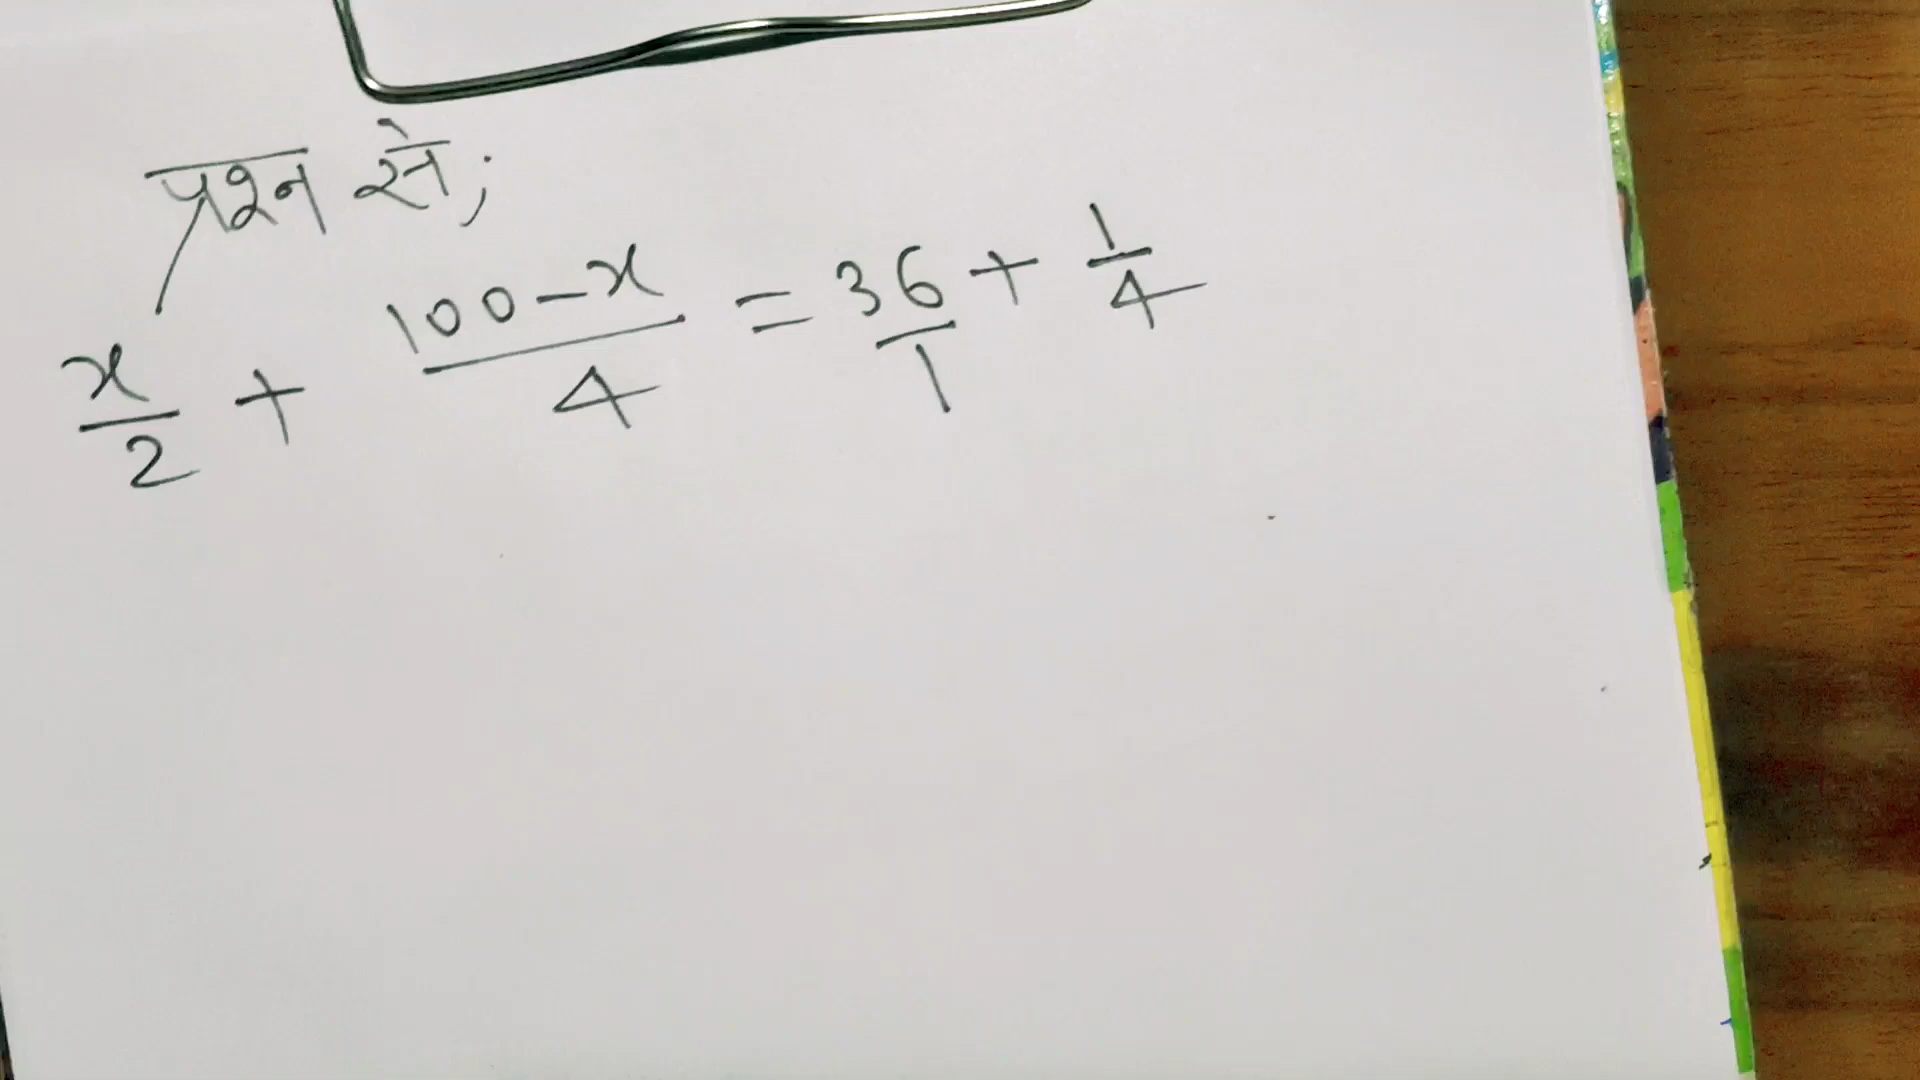 प्रश्न से;
x/2 + (100-x)/4 = 36/1 + 1/4